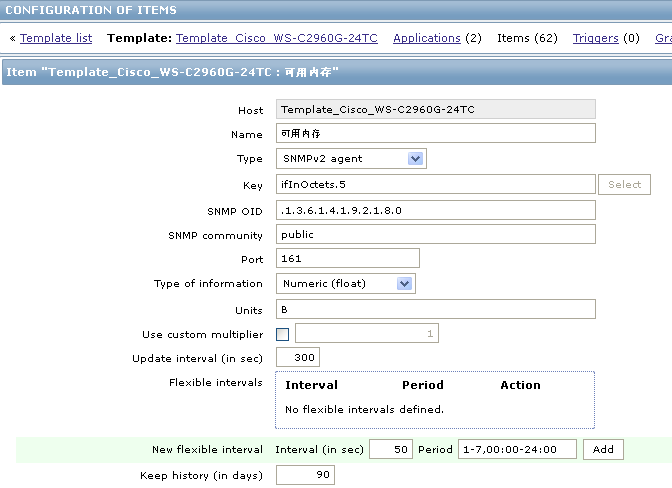 CONFIGURATION OF ITEMS
« Template list Template: Template_Cisco_WS-C2960G-24TC Applications (2) Items (62) Triggers (0) Gra
Item "Template_Cisco_WS-C2960G-24TC : 可用内存"
Host Template_Cisco_WS-C2960G-24TC
Name 可用内存
Type SNMPv2 agent
Key ifInOctets.5 Select
SNMP OID .1.3.6.1.4.1.9.2.1.8.0
SNMP community public
Port 161
Type of information Numeric (float)
Units B
Use custom multiplier 1
Update interval (in sec) 300
Flexible intervals Interval Period Action
No flexible intervals defined.
New flexible interval Interval (in sec) 50 Period 1-7,00:00-24:00 Add
Keep history (in days) 90